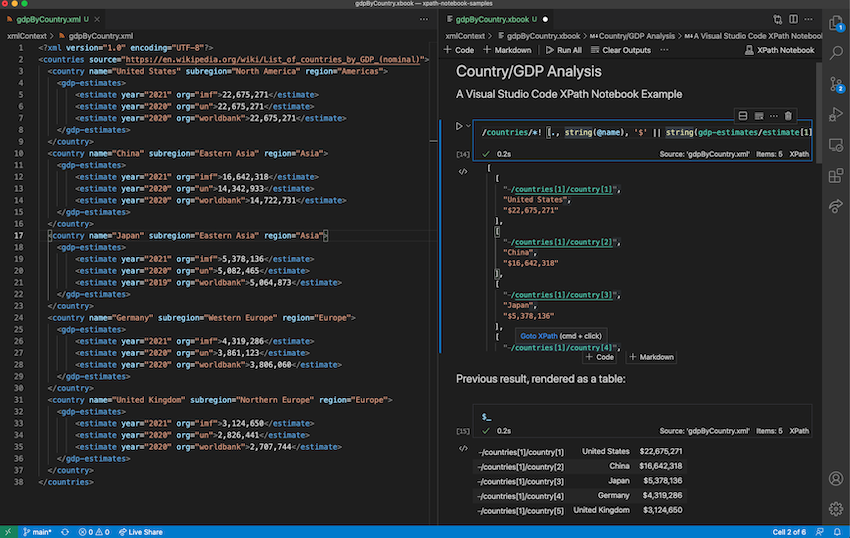 gdpByCountry.xbook — xpath-notebook-samples
gdpByCountry.xml U
xmlContext > gdpByCountry.xml
1 <?xml version="1.0" encoding="UTF-8"?>
2 <countries source="https://en.wikipedia.org/wiki/List_of_countries_by_GDP_(nominal)">
3 <country name="United States" subregion="North America" region="Americas">
4 <gdp-estimates>
5 <estimate year="2021" org="imf">22,675,271</estimate>
6 <estimate year="2020" org="un">22,675,271</estimate>
7 <estimate year="2020" org="worldbank">22,675,271</estimate>
8 </gdp-estimates>
9 </country>
10 <country name="China" subregion="Eastern Asia" region="Asia">
11 <gdp-estimates>
12 <estimate year="2021" org="imf">16,642,318</estimate>
13 <estimate year="2020" org="un">14,342,933</estimate>
14 <estimate year="2020" org="worldbank">14,722,731</estimate>
15 </gdp-estimates>
16 </country>
17 <country name="Japan" subregion="Eastern Asia" region="Asia">
18 <gdp-estimates>
19 <estimate year="2021" org="imf">5,378,136</estimate>
20 <estimate year="2020" org="un">5,082,465</estimate>
21 <estimate year="2019" org="worldbank">5,064,873</estimate>
22 </gdp-estimates>
23 </country>
24 <country name="Germany" subregion="Western Europe" region="Europe">
25 <gdp-estimates>
26 <estimate year="2021" org="imf">4,319,286</estimate>
27 <estimate year="2020" org="un">3,861,123</estimate>
28 <estimate year="2020" org="worldbank">3,806,060</estimate>
29 </gdp-estimates>
30 </country>
31 <country name="United Kingdom" subregion="Northern Europe" region="Europe">
32 <gdp-estimates>
33 <estimate year="2021" org="imf">3,124,650</estimate>
34 <estimate year="2020" org="un">2,826,441</estimate>
35 <estimate year="2020" org="worldbank">2,707,744</estimate>
36 </gdp-estimates>
37 </country>
38 </countries>
gdpByCountry.xbook U
xmlContext > gdpByCountry.xbook > Country/GDP Analysis > A Visual Studio Code XPath Notebook Exam
+ Code + Markdown Run All Clear Outputs ... XPath Notebook
Country/GDP Analysis
A Visual Studio Code XPath Notebook Example
/countries/*! [., string(@name), '$' || string(gdp-estimates/estimate[1]
[14] 0.2s Source: 'gdpByCountry.xml' Items: 5 XPath
[
[
"-/countries[1]/country[1]",
"United States",
"$22,675,271"
],
[
"-/countries[1]/country[2]",
"China",
"$16,642,318"
],
[
"-/countries[1]/country[3]",
"Japan",
"$5,378,136"
],
Goto XPath (cmd + click)
[
"-/countries[1]/country[4]",
+ Code + Markdown
Previous result, rendered as a table:
$_
[15] 0.2s Source: 'gdpByCountry.xml' Items: 5 XPath
-/countries[1]/country[1] United States $22,675,271
-/countries[1]/country[2] China $16,642,318
-/countries[1]/country[3] Japan $5,378,136
-/countries[1]/country[4] Germany $4,319,286
-/countries[1]/country[5] United Kingdom $3,124,650
1
2
main* 0 0 Live Share Cell 2 of 6